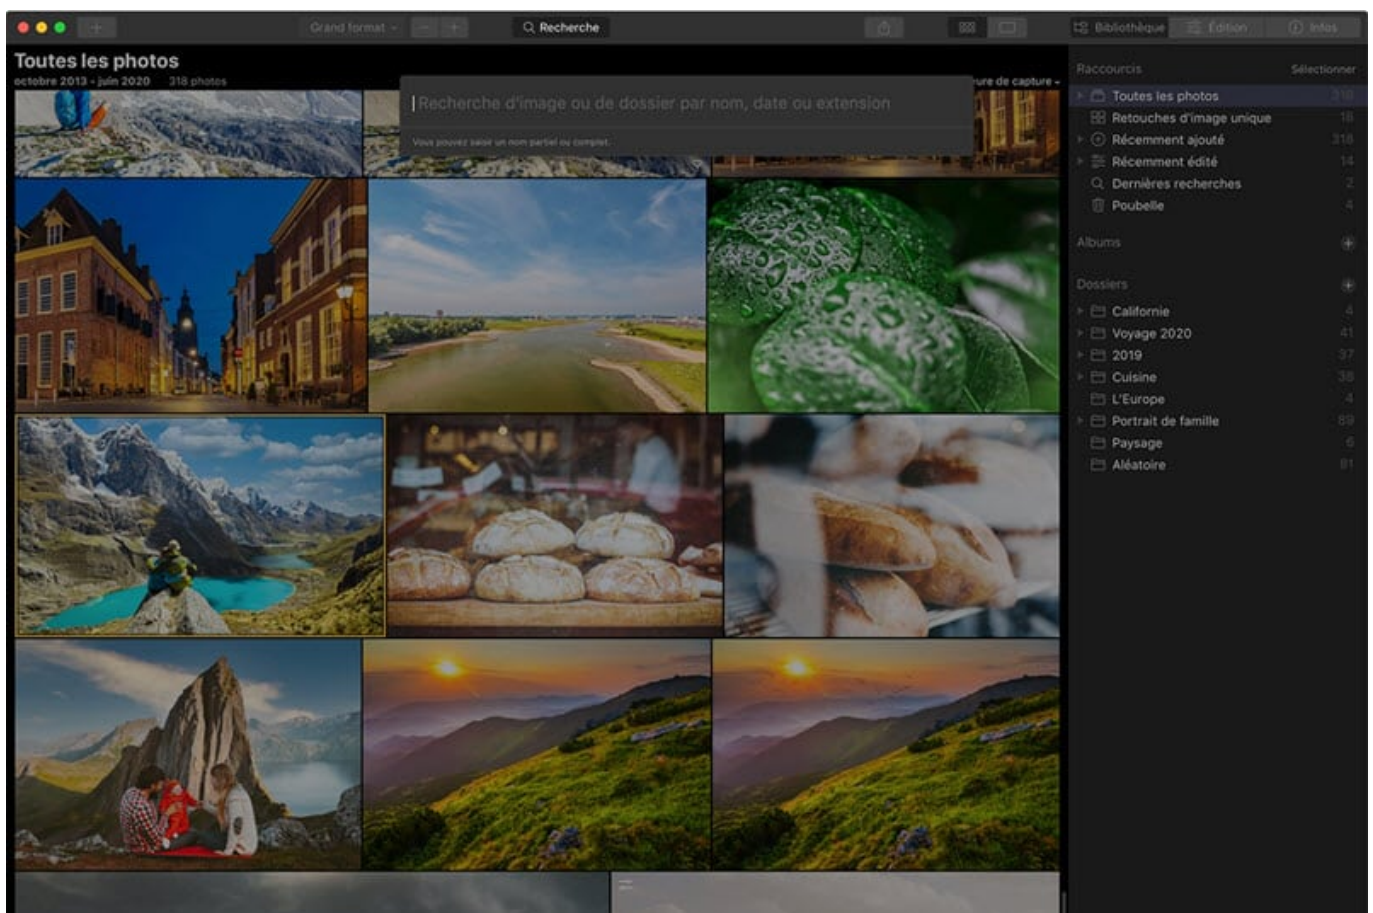 Grand format
Recherche
Bibliothèque
Édition
Infos
Toutes les photos
octobre 2013 - juin 2020 318 photos
ure de capture
Recherche d'image ou de dossier par nom, date ou extension
Vous pouvez saisir un nom partiel ou complet.
Raccourcis Sélectionner
Toutes les photos 318
Retouches d'image unique 18
Récemment ajouté 318
Récemment édité 14
Dernières recherches 2
Poubelle 4
Albums
Dossiers
Californie 4
Voyage 2020 41
2019 37
Cuisine 38
L'Europe 4
Portrait de famille 89
Paysage 6
Aléatoire 81